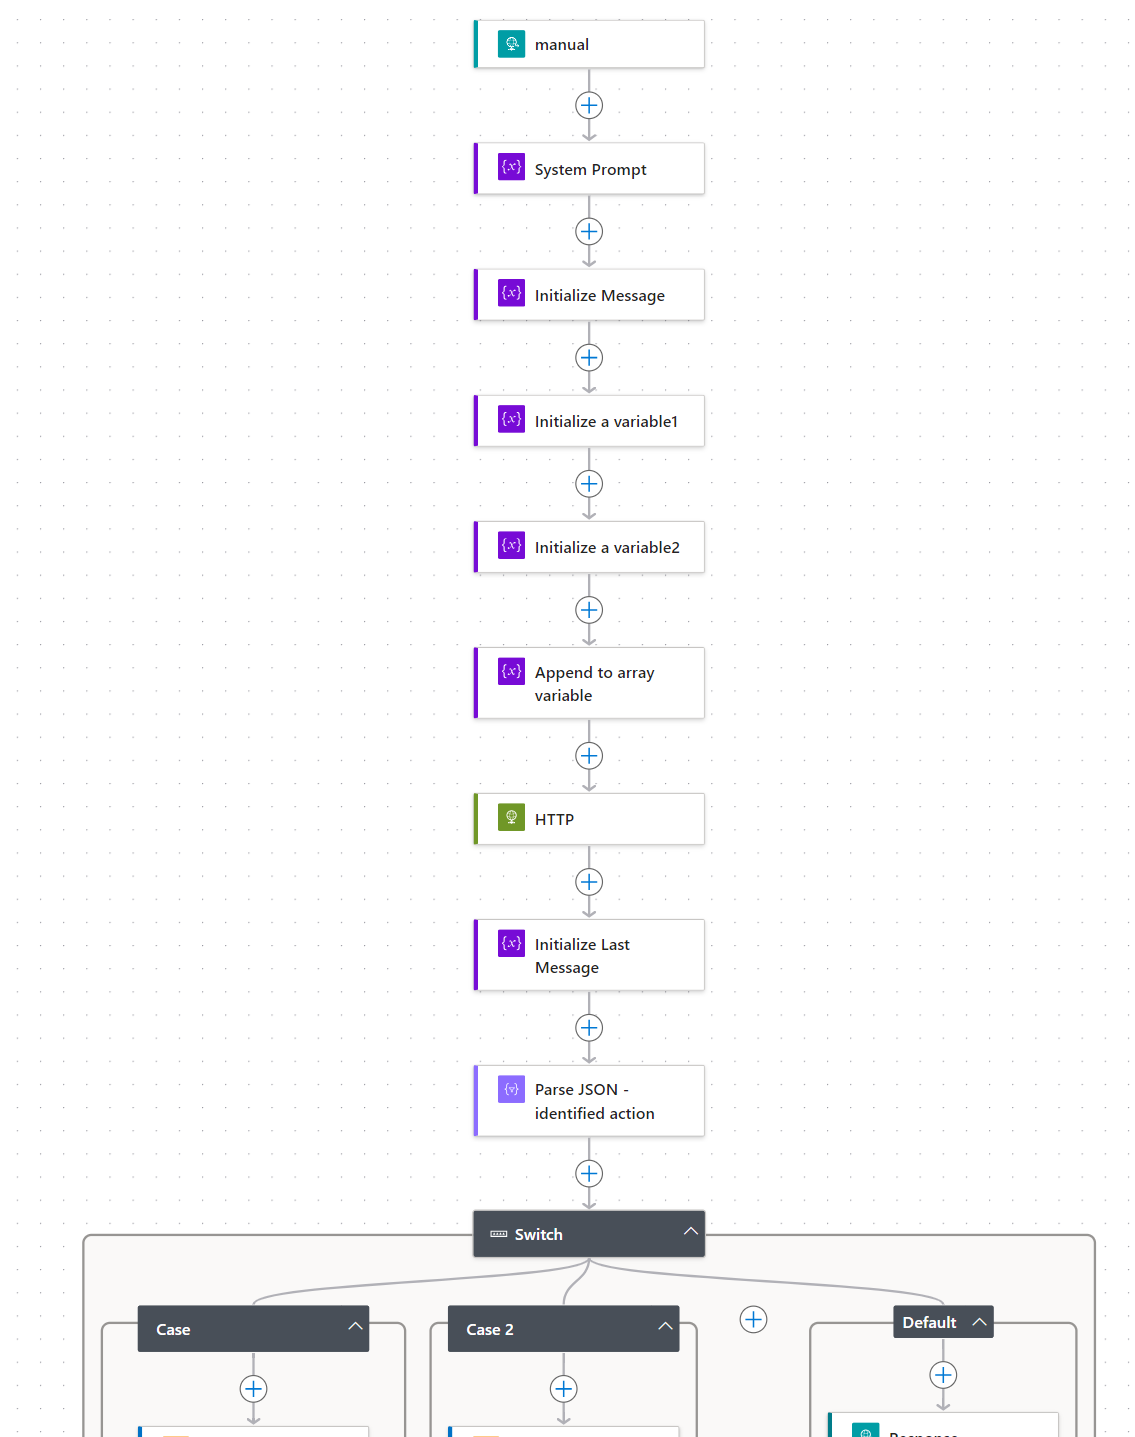 manual
System Prompt
Initialize Message
Initialize a variable1
Initialize a variable2
Append to array
variable
HTTP
Initialize Last
Message
Parse JSON -
identified action
Switch
Case
Case 2
Default
Response